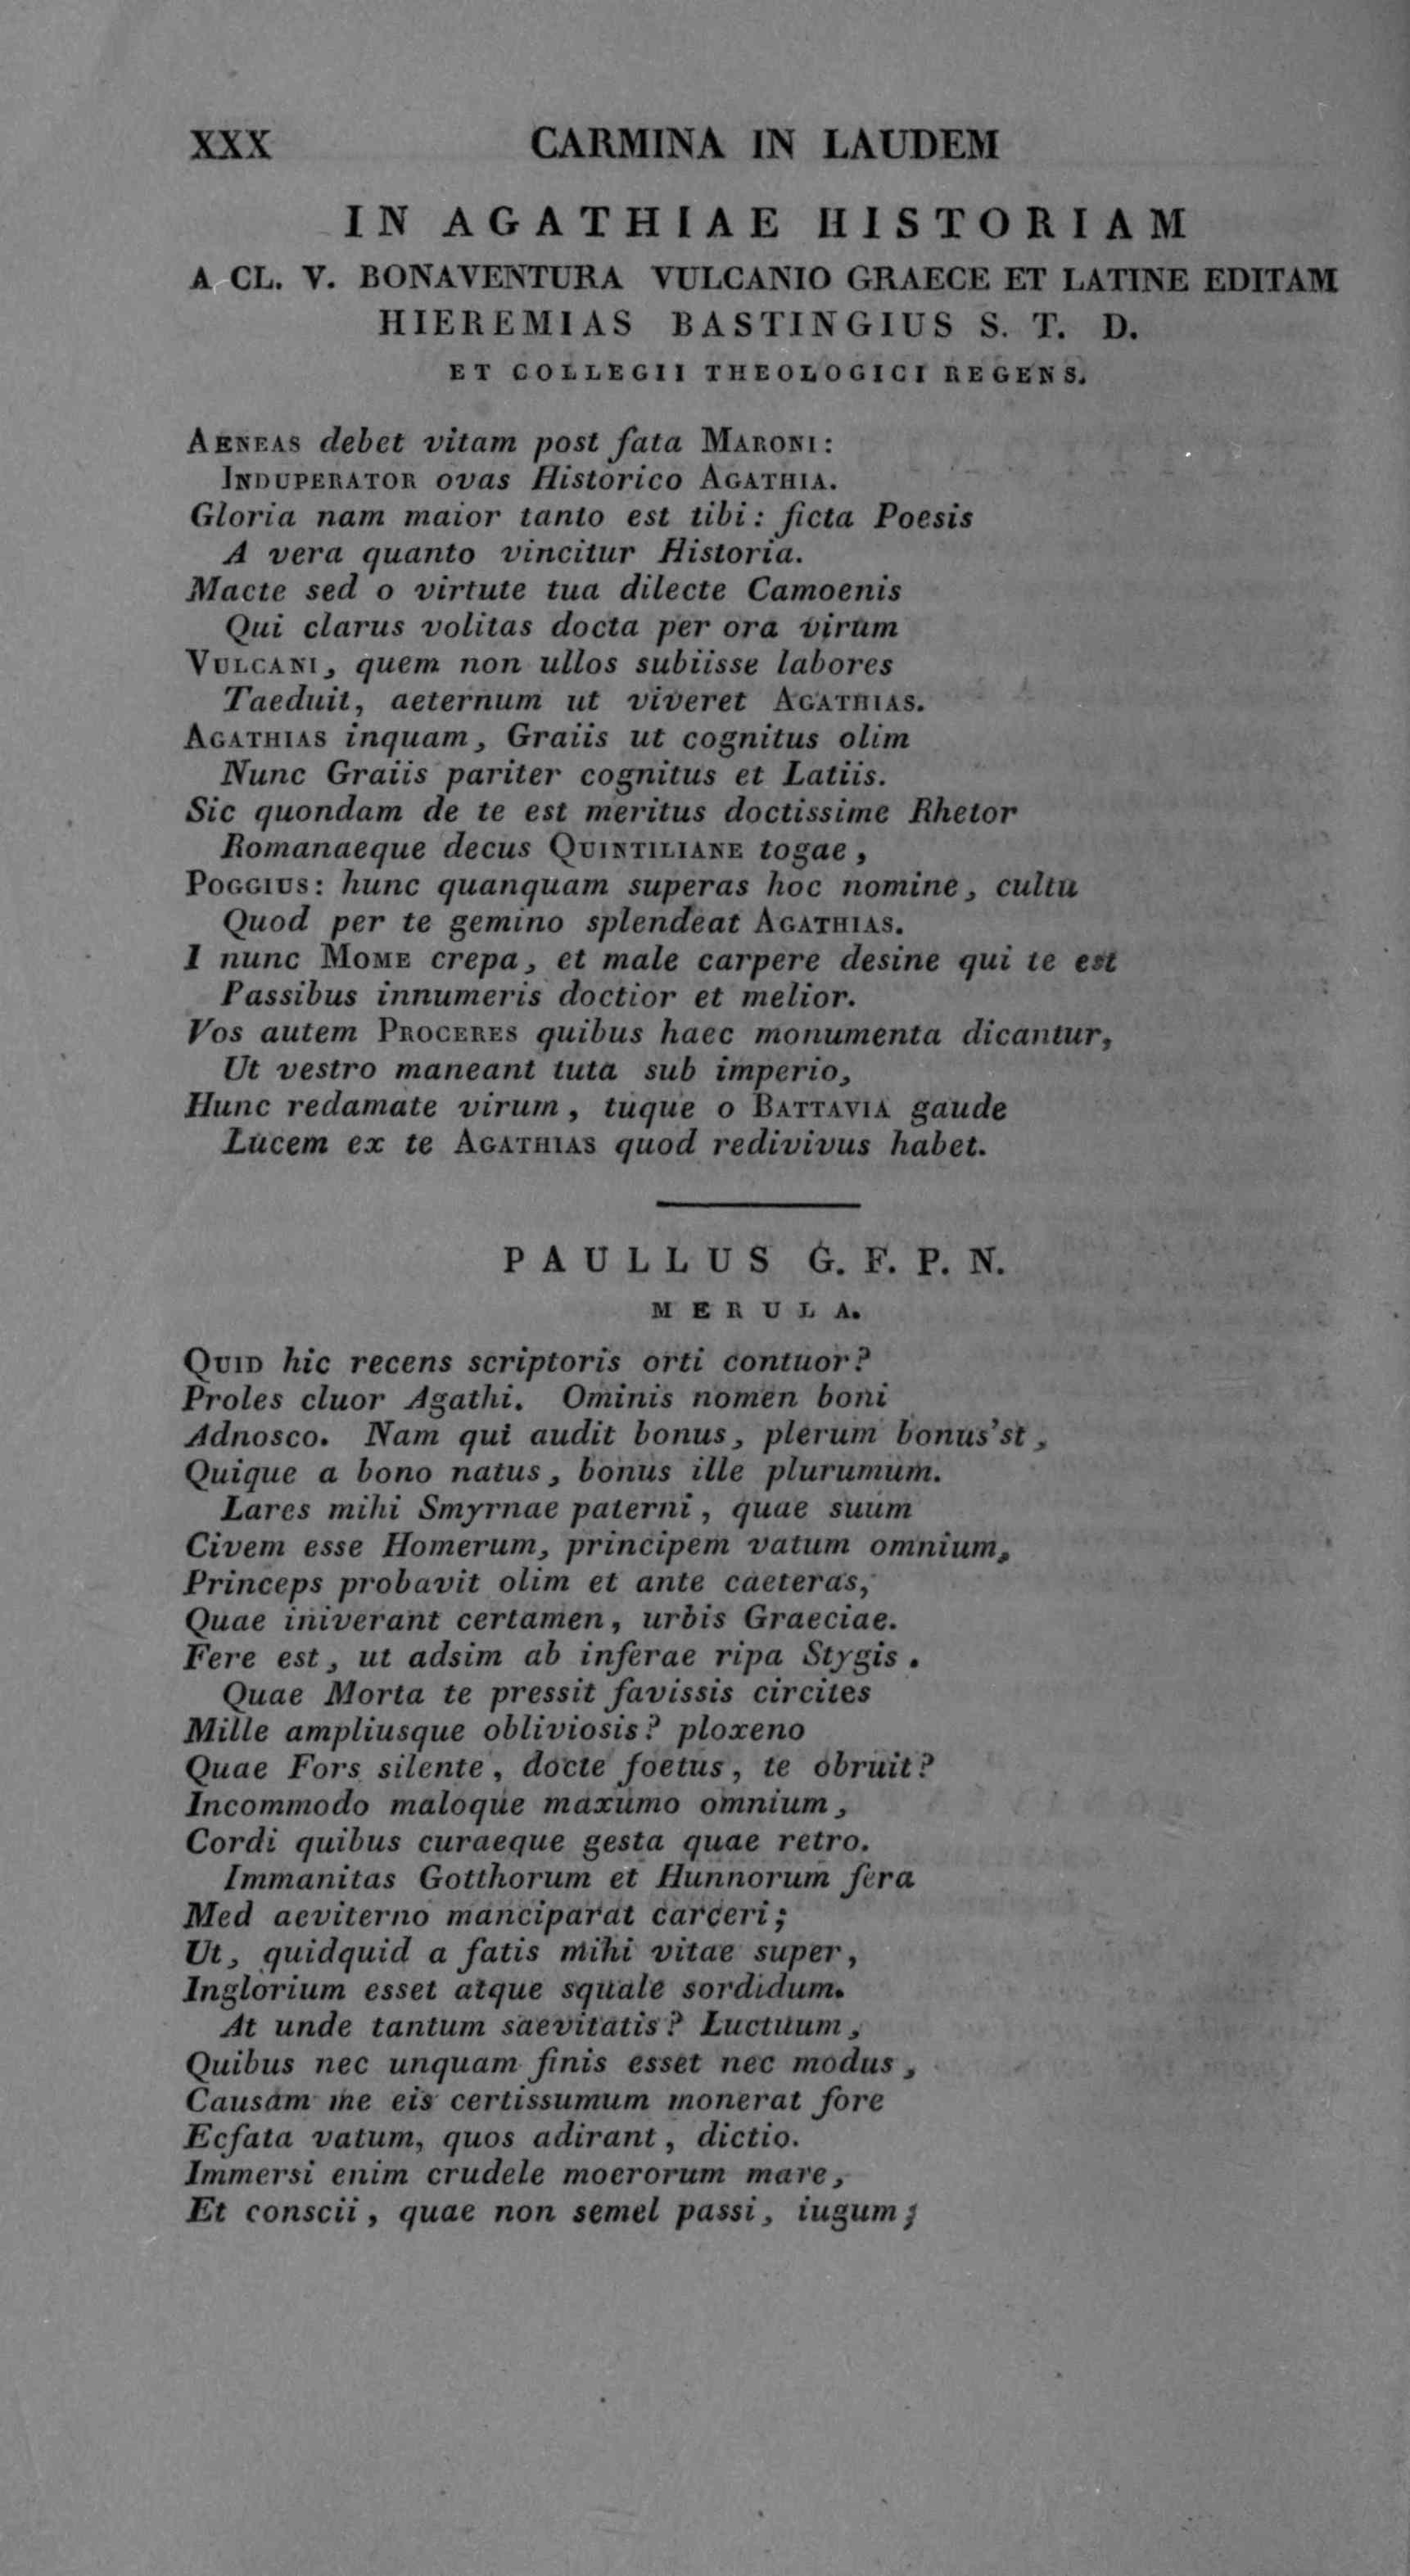 XXX CARMINA IN LAUDEM
IN AGATHIAE HISTORIAM
A CL. V. BONAVENTURA VULCANIO GRAECE ET LATINE EDITAM
HIEREMIAS BASTINGIUS S. T. D.
ET COLLEGII THEOLOGICI REGENS.
AENEAS debet vitam post fata MARONI:
INDUPERATOR ovas Historico AGATHIA.
Gloria nam maior tanto est tibi: ficta Poesis
A vera quanto vincitur Historia.
Macte sed o virtute tua dilecte Camoenis
Qui clarus volitas docta per ora virum
VULCANI, quem non ullos subiisse labores
Taeduit, aeternum ut viveret AGATHIAS.
AGATHIAS inquam, Graiis ut cognitus olim
Nunc Graiis pariter cognitus et Latiis.
Sic quondam de te est meritus doctissime Rhetor
Romanaeque decus QUINTILIANE togae,
POGGIUS: hunc quanquam superas hoc nomine, cultu
Quod per te gemino splendeat AGATHIAS.
I nunc MOME crepa, et male carpere desine qui te est
Passibus innumeris doctior et melior.
Vos autem PROCERES quibus haec monumenta dicantur,
Ut vestro maneant tuta sub imperio,
Hunc redamate virum, tuque o BATTAVIA gaude
Lucem ex te AGATHIAS quod redivivus habet.
PAULLUS G. F. P. N.
MERULA.
QUID hic recens scriptoris orti contuor?
Proles cluor Agathi. Ominis nomen boni
Adnosco. Nam qui audit bonus, plerum bonus'st,
Quique a bono natus, bonus ille plurumum.
Lares mihi Smyrnae paterni, quae suum
Civem esse Homerum, principem vatum omnium,
Princeps probavit olim et ante caeteras,
Quae iniverant certamen, urbis Graeciae.
Fere est, ut adsim ab inferae ripa Stygis.
Quae Morta te pressit favissis circites
Mille ampliusque obliviosis? ploxeno
Quae Fors silente, docte foetus, te obruit?
Incommodo maloque maxumo omnium,
Cordi quibus curaeque gesta quae retro.
Immanitas Gotthorum et Hunnorum fera
Med aeviterno manciparat carceri;
Ut, quidquid a fatis mihi vitae super,
Inglorium esset atque squale sordidum.
At unde tantum saevitatis? Luctuum,
Quibus nec unquam finis esset nec modus,
Causam me eis certissumum monerat fore
Ecfata vatum, quos adirant, dictio.
Immersi enim crudele moerorum mare,
Et conscii, quae non semel passi, iugum;